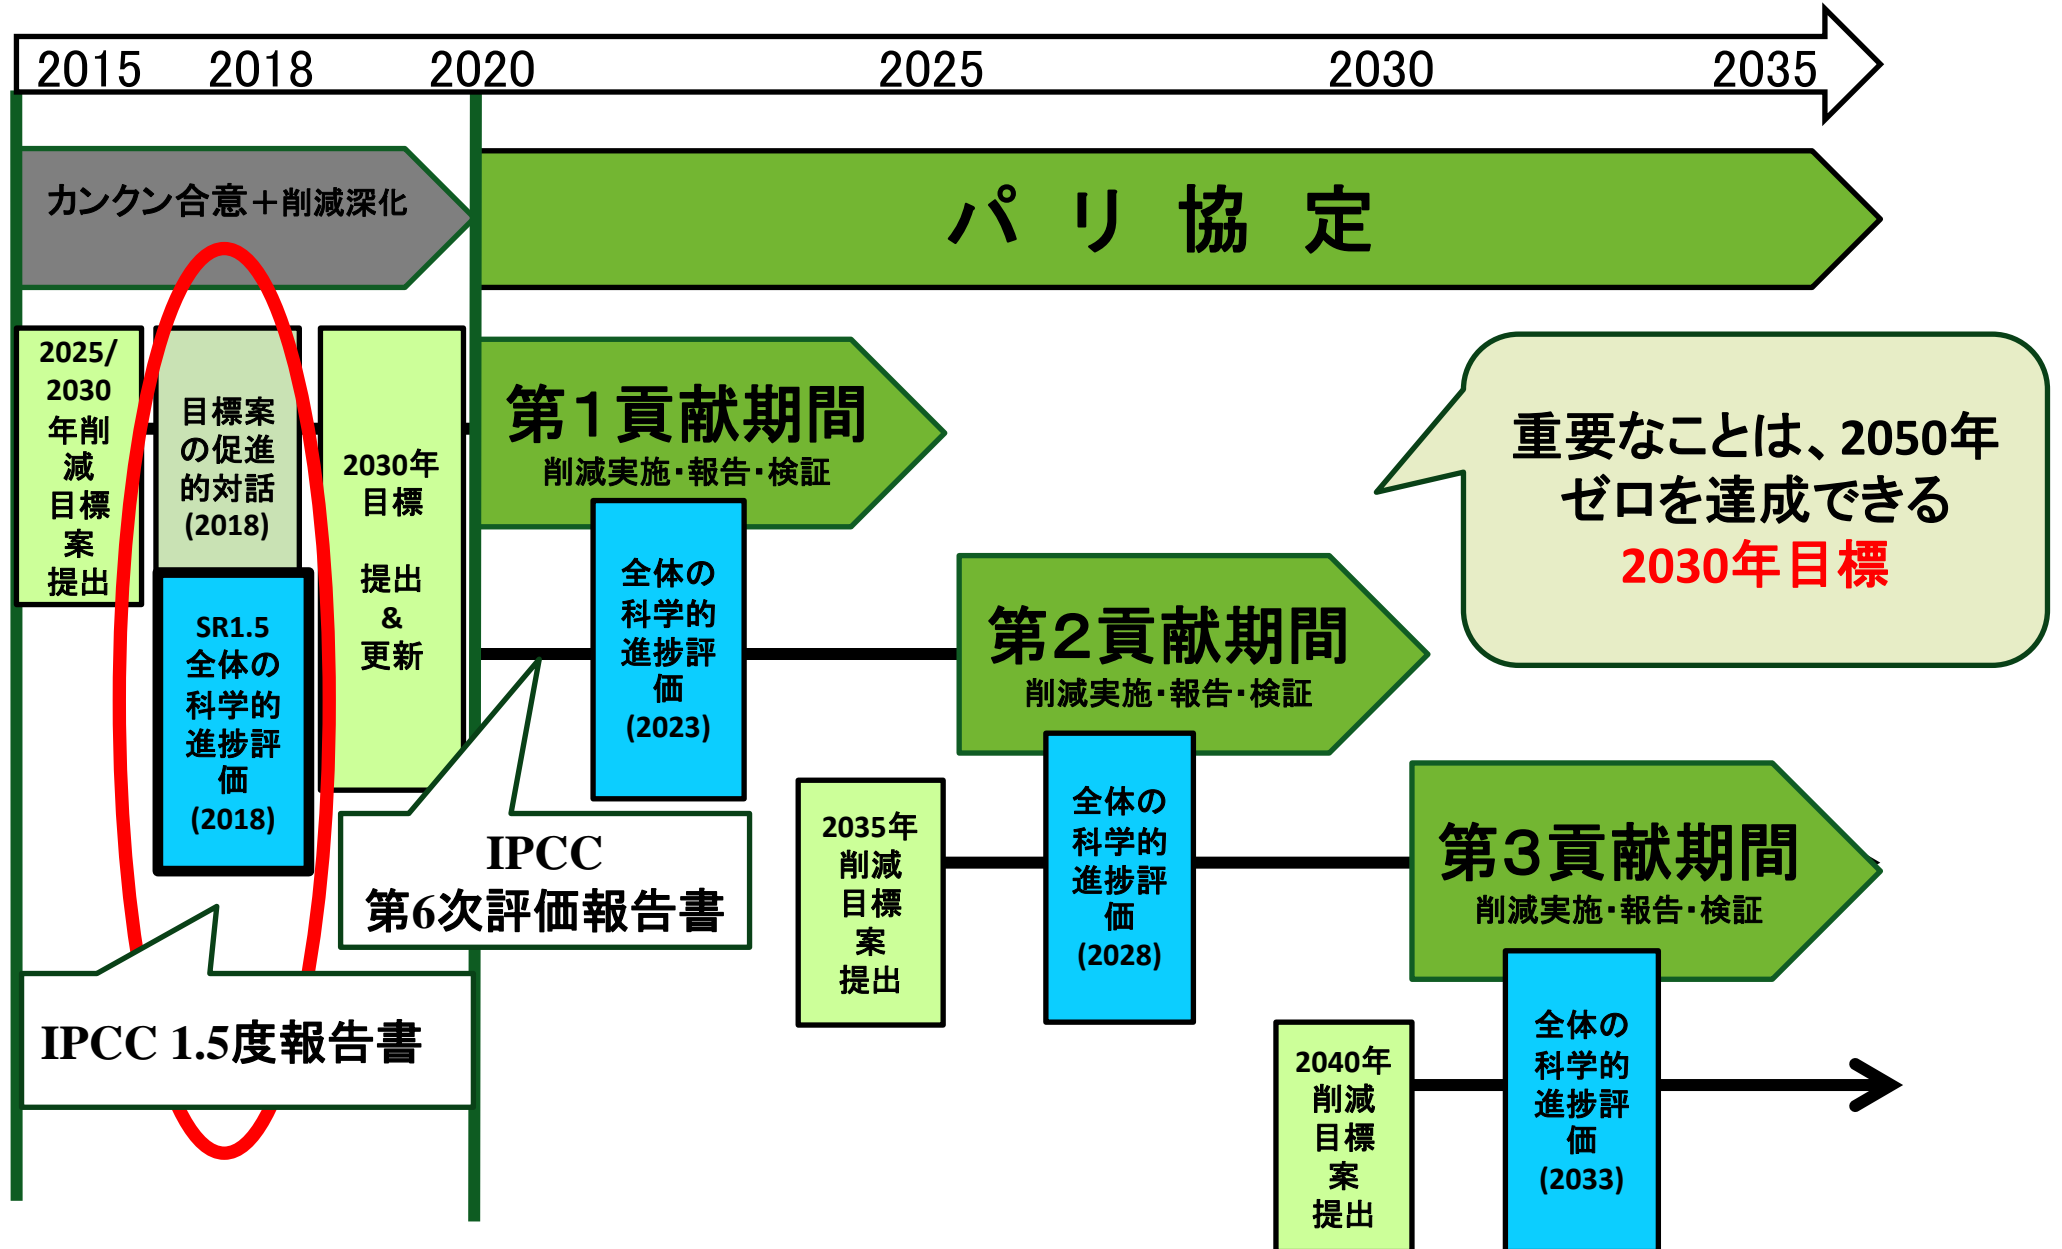 2015 2018 2020 2025 2030 2035
カンクン合意＋削減深化
パリ協定
2025/
2030
年削
減
目標
案
提出
目標案
の促進
的対話
(2018)
SR1.5
全体の
科学的
進捗評
価
(2018)
2030年
目標
提出
&
更新
第１貢献期間
削減実施・報告・検証
全体の
科学的
進捗評
価
(2023)
重要なことは、2050年
ゼロを達成できる
2030年目標
第２貢献期間
削減実施・報告・検証
IPCC
第6次評価報告書
2035年
削減
目標
案
提出
全体の
科学的
進捗評
価
(2028)
第３貢献期間
削減実施・報告・検証
IPCC 1.5度報告書
2040年
削減
目標
案
提出
全体の
科学的
進捗評
価
(2033)